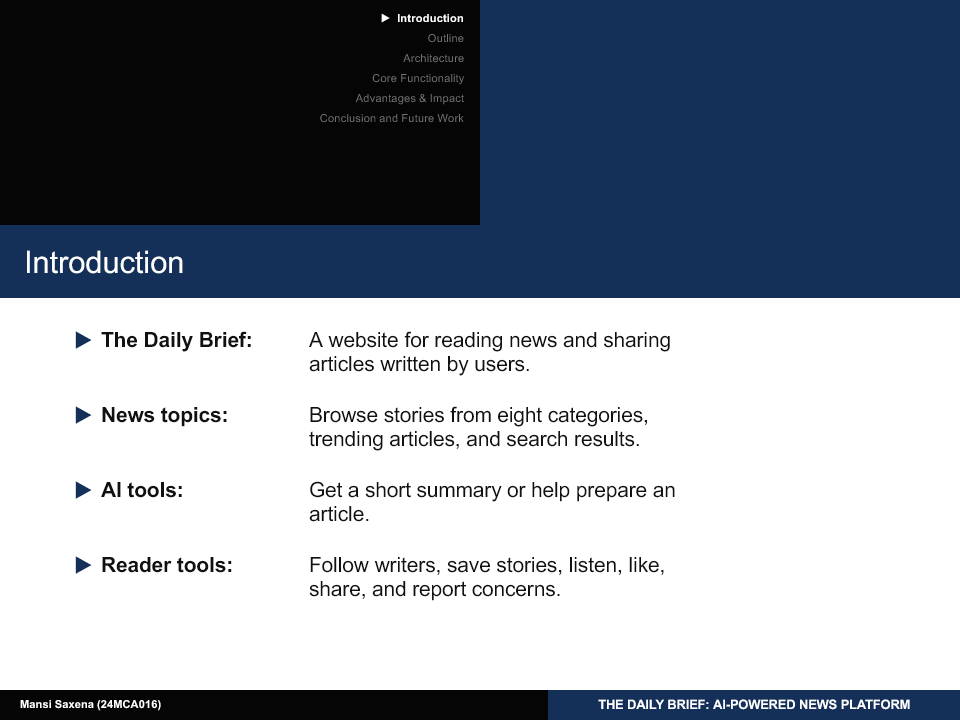 ▶ Introduction
Outline
Architecture
Core Functionality
Advantages & Impact
Conclusion and Future Work
Introduction
▶ The Daily Brief: A website for reading news and sharing
articles written by users.
▶ News topics: Browse stories from eight categories,
trending articles, and search results.
▶ AI tools: Get a short summary or help prepare an
article.
▶ Reader tools: Follow writers, save stories, listen, like,
share, and report concerns.
Mansi Saxena (24MCA016) THE DAILY BRIEF: AI-POWERED NEWS PLATFORM